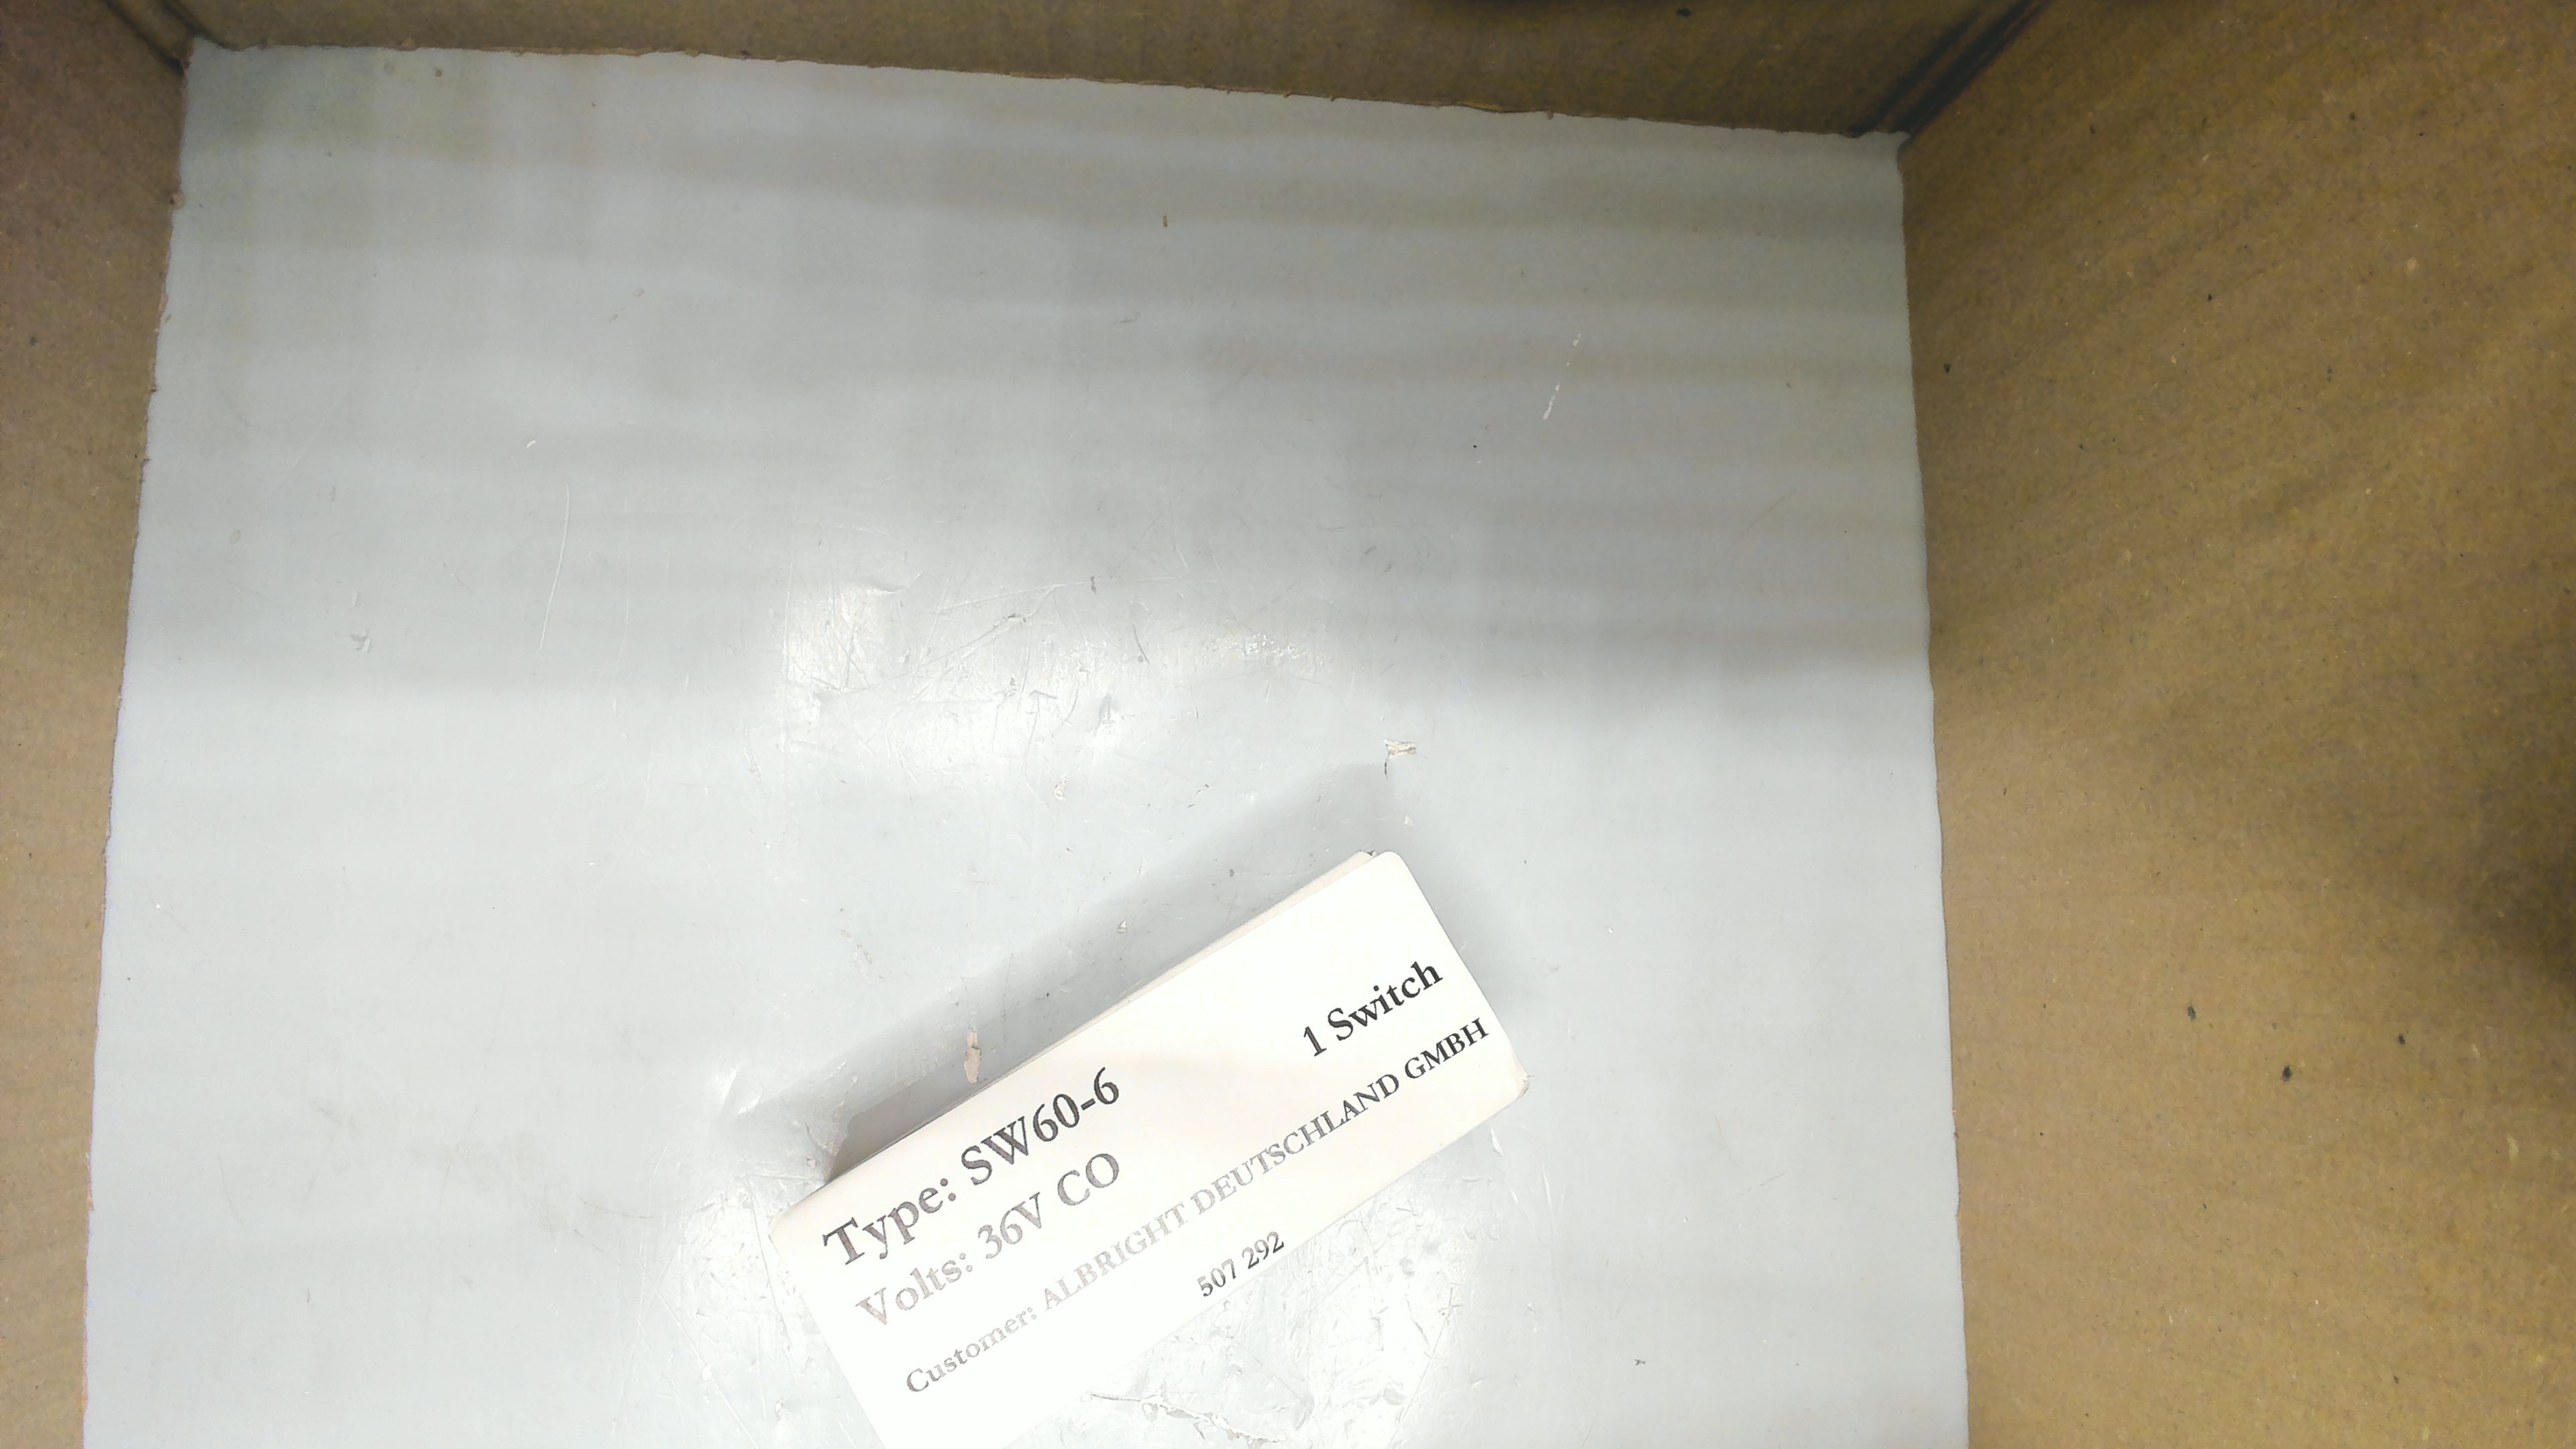 Type: SW60-6
1 Switch
Volts: 36V CO
Customer: ALBRIGHT DEUTSCHLAND GMBH
507 292